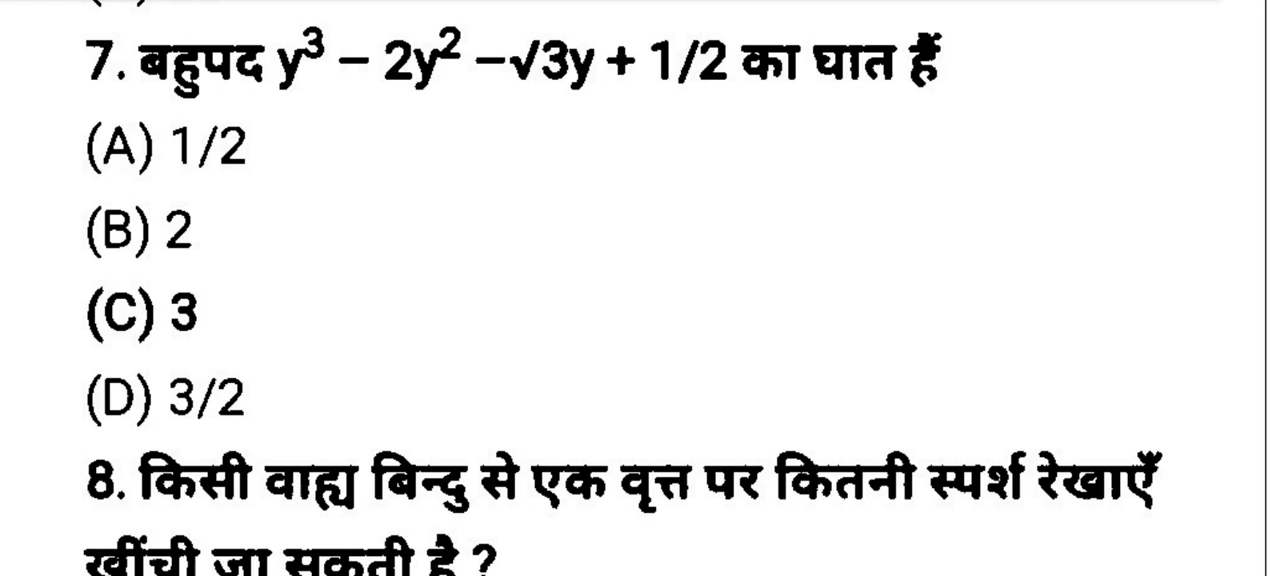 7. बहुपद y³ – 2y² –√3y + 1/2 का घात हैं
(A) 1/2
(B) 2
(C) 3
(D) 3/2
8. किसी वाह्य बिन्दु से एक वृत्त पर कितनी स्पर्श रेखाएँ
खींची जा सकती है ?